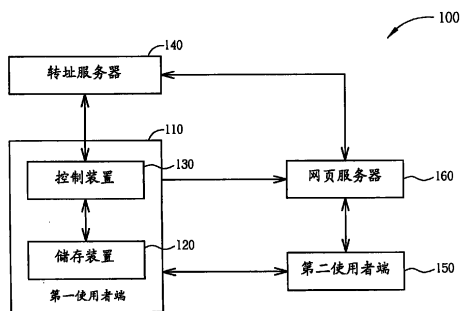 100
140
转址服务器
110
130
控制装置
网页服务器
160
120
储存装置
第二使用者端
150
第一使用者端